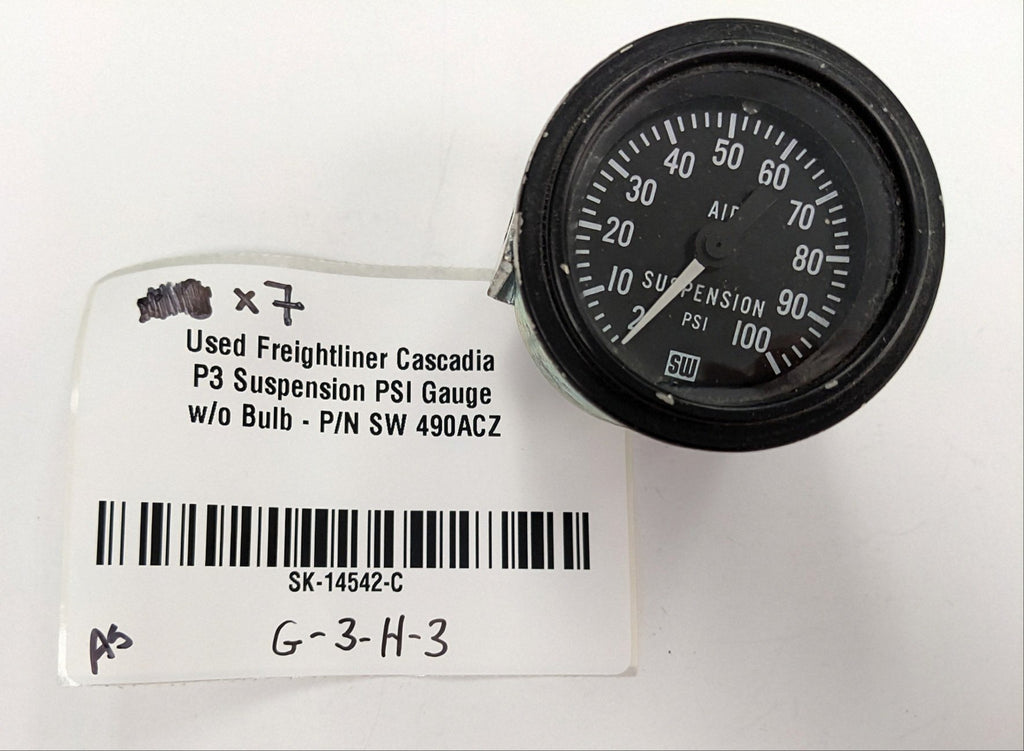 x7
Used Freightliner Cascadia
P3 Suspension PSI Gauge
w/o Bulb - P/N SW 490ACZ
SK-14542-C
A5
G-3-H-3
10
20
30
40
50
60
70
80
90
100
AIR
SUSPENSION
PSI
SW